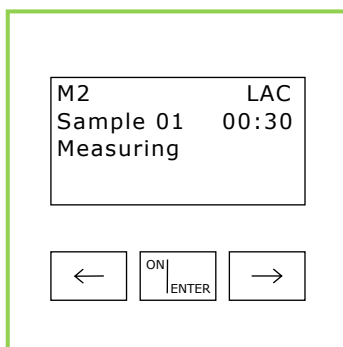 M2 LAC
Sample 01 00:30
Measuring
← ON ENTER →